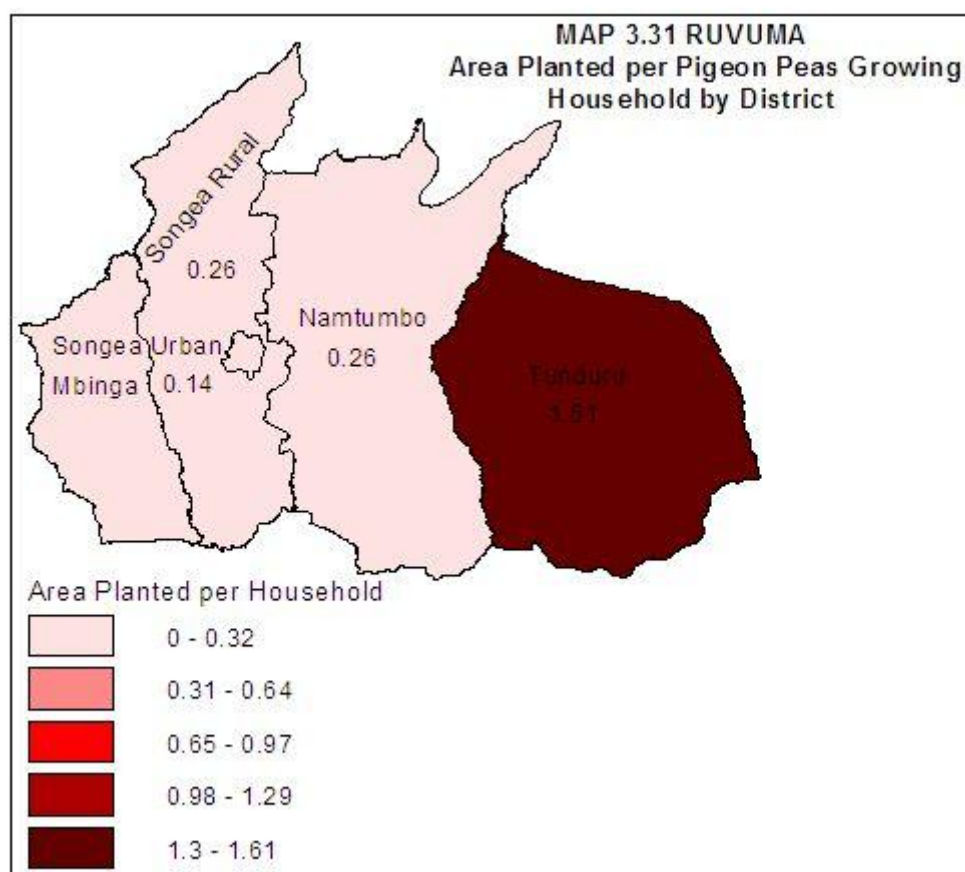 MAP 3.31 RUVUMA
Area Planted per Pigeon Peas Growing
Household by District
Songea Rural
0.26
Namtumbo
0.26
Songea Urban
0.14
Mbinga
Tunduru
1.61
Area Planted per Household
0 - 0.32
0.31 - 0.64
0.65 - 0.97
0.98 - 1.29
1.3 - 1.61